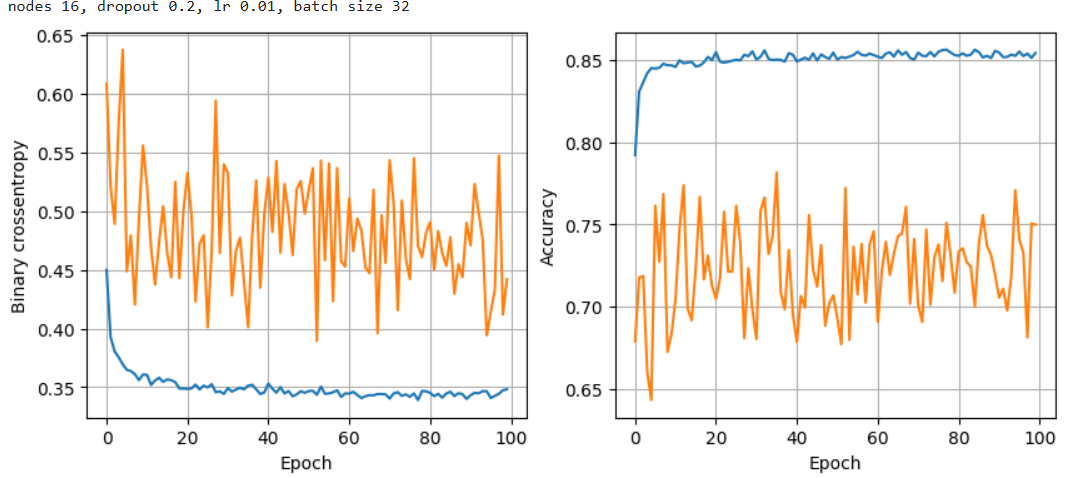 nodes 16, dropout 0.2, lr 0.01, batch size 32
0.65
0.60
0.55
0.50
0.45
0.40
0.35
Binary crossentropy
0 20 40 60 80 100
Epoch
0.85
0.80
0.75
0.70
0.65
Accuracy
0 20 40 60 80 100
Epoch